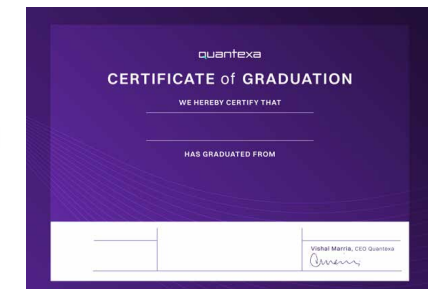 quantexa
CERTIFICATE of GRADUATION
WE HEREBY CERTIFY THAT
HAS GRADUATED FROM
Vishal Marria, CEO Quantexa